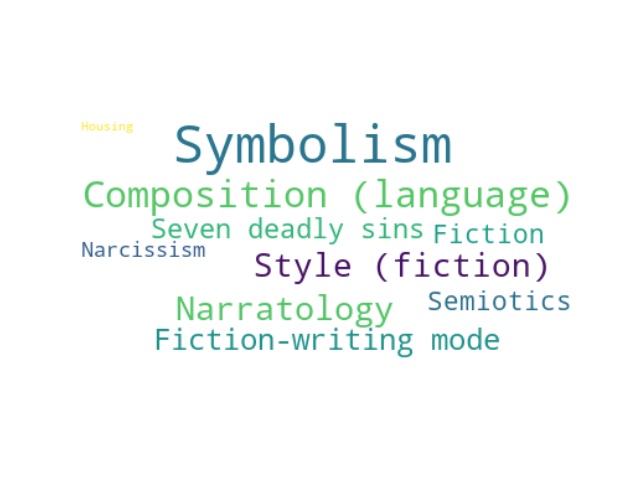 Housing
Symbolism
Composition (language)
Seven deadly sins
Fiction
Narcissism
Style (fiction)
Narratology
Semiotics
Fiction-writing mode